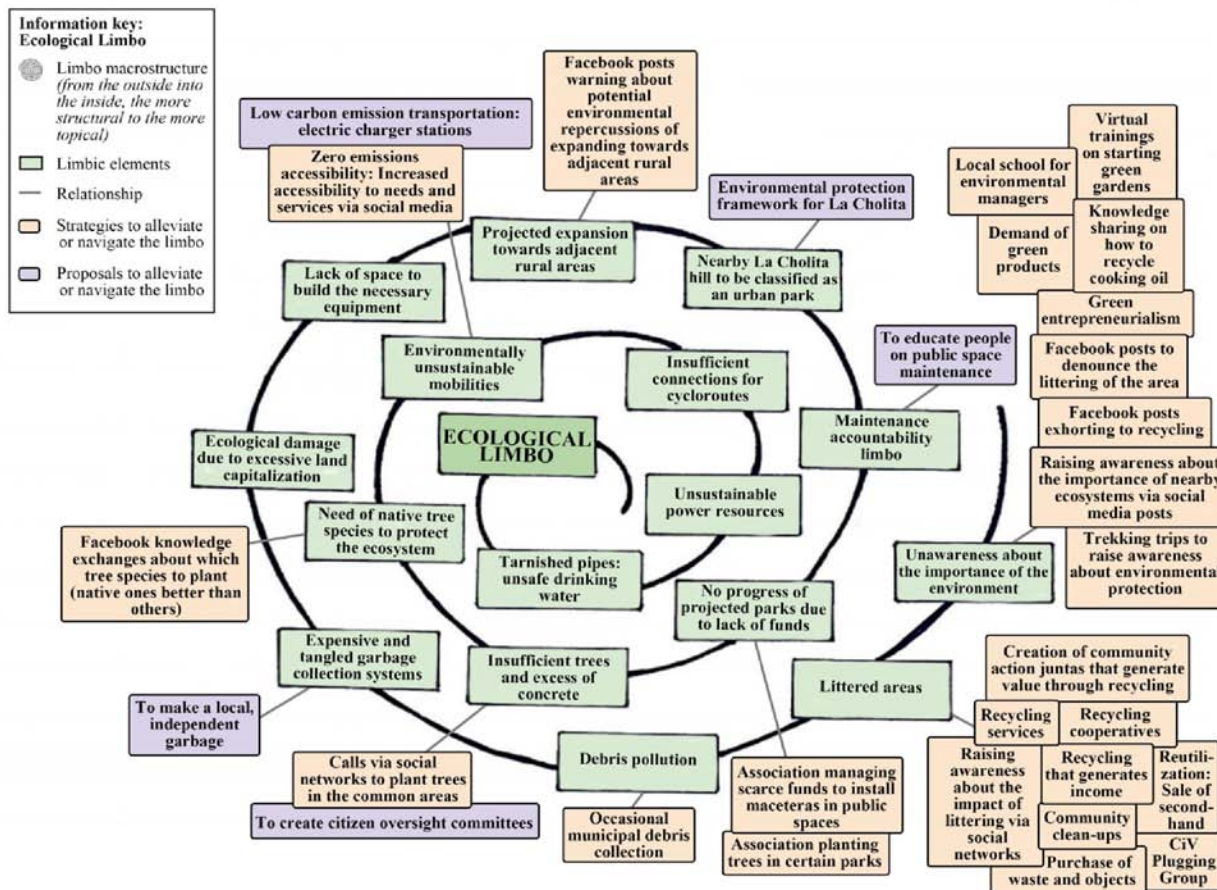 Information key:
Ecological Limbo
Limbo macrostructure
(from the outside into
the inside, the more
structural to the more
topical)
Limbic elements
Relationship
Strategies to alleviate
or navigate the limbo
Proposals to alleviate
or navigate the limbo
Low carbon emission transportation:
electric charger stations
Zero emissions
accessibility: Increased
accessibility to needs and
services via social media
Facebook posts
warning about
potential
environmental
repercussions of
expanding towards
adjacent rural
areas
Environmental protection
framework for La Cholita
Local school for
environmental
managers
Virtual
trainings
on starting
green
gardens
Demand of
green
products
Knowledge
sharing on
how to
recycle
cooking oil
Green
entrepreneurialism
Facebook posts to
denounce the
littering of the area
Facebook posts
exhorting to recycling
Raising awareness about
the importance of nearby
ecosystems via social
media posts
Trekking trips to
raise awareness
about environmental
protection
To educate people
on public space
maintenance
Projected expansion
towards adjacent
rural areas
Nearby La Cholita
hill to be classified as
an urban park
Lack of space to
build the necessary
equipment
Environmentally
unsustainable
mobilities
Insufficient
connections for
cycloroutes
Maintenance
accountability
limbo
ECOLOGICAL
LIMBO
Ecological damage
due to excessive land
capitalization
Unsustainable
power resources
Need of native tree
species to protect
the ecosystem
Tarnished pipes:
unsafe drinking
water
Unawareness about
the importance of the
environment
Facebook knowledge
exchanges about which
tree species to plant
(native ones better than
others)
No progress of
projected parks due
to lack of funds
Expensive and
tangled garbage
collection systems
Insufficient trees
and excess of
concrete
Littered areas
To make a local,
independent
garbage
Debris pollution
Calls via social
networks to plant trees
in the common areas
To create citizen oversight committees
Occasional
municipal debris
collection
Association managing
scarce funds to install
maceteras in public
spaces
Association planting
trees in certain parks
Creation of community
action juntas that generate
value through recycling
Recycling
services
Recycling
cooperatives
Raising
awareness
about the
impact of
littering via
social
networks
Recycling
that generates
income
Reutili-
zation:
Sale of
second-
hand
Community
clean-ups
Purchase of
waste and objects
CiV
Plugging
Group